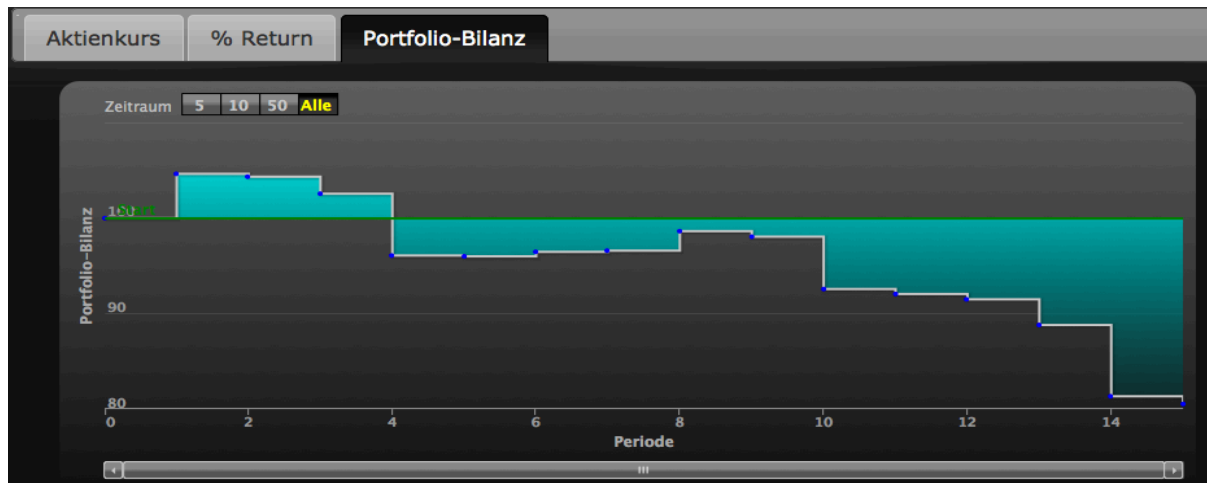 Aktienkurs % Return Portfolio-Bilanz
Zeitraum 5 10 50 Alle
Portfolio-Bilanz
100
Start
90
80
0 2 4 6 8 10 12 14
Periode